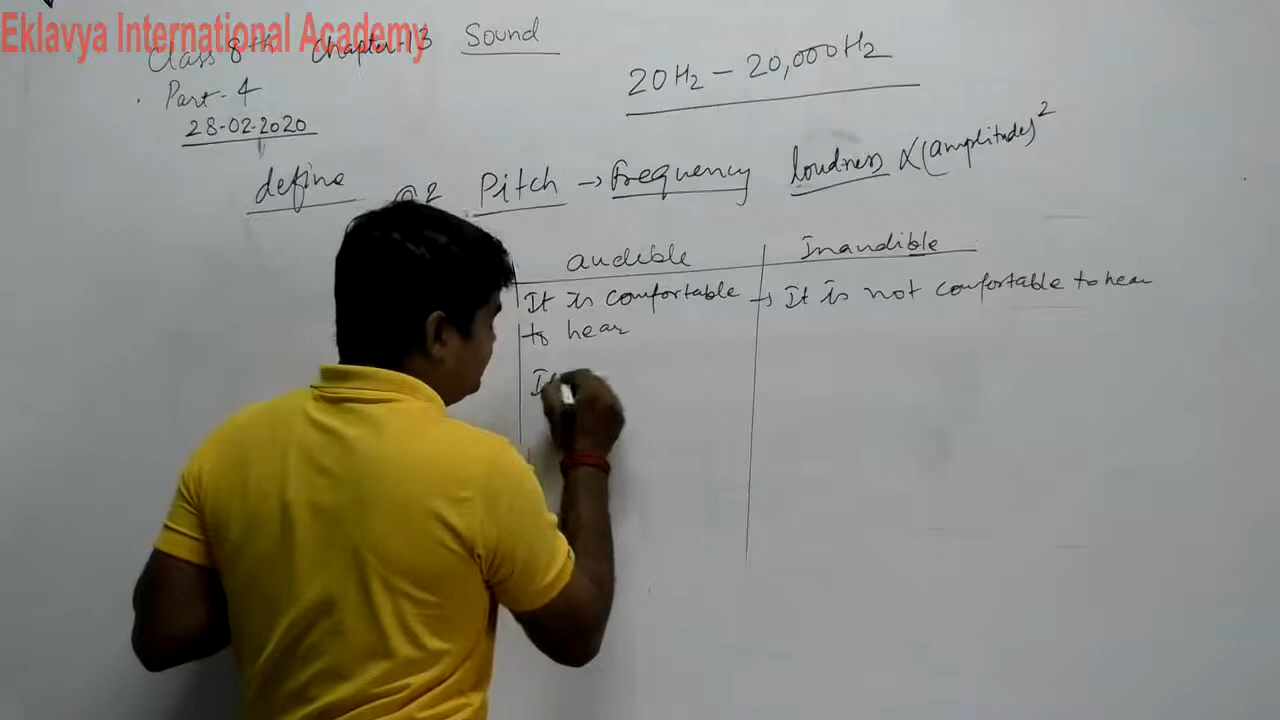 Eklavya International Academy
Class 8th Chapter-13 Sound
Part-4
28-02-2020
20Hz - 20,000Hz
define @2 Pitch → Frequency loudness ∝ (amplitude)²
audible Inaudible
It is comfortable → It is not comfortable to hear
to hear